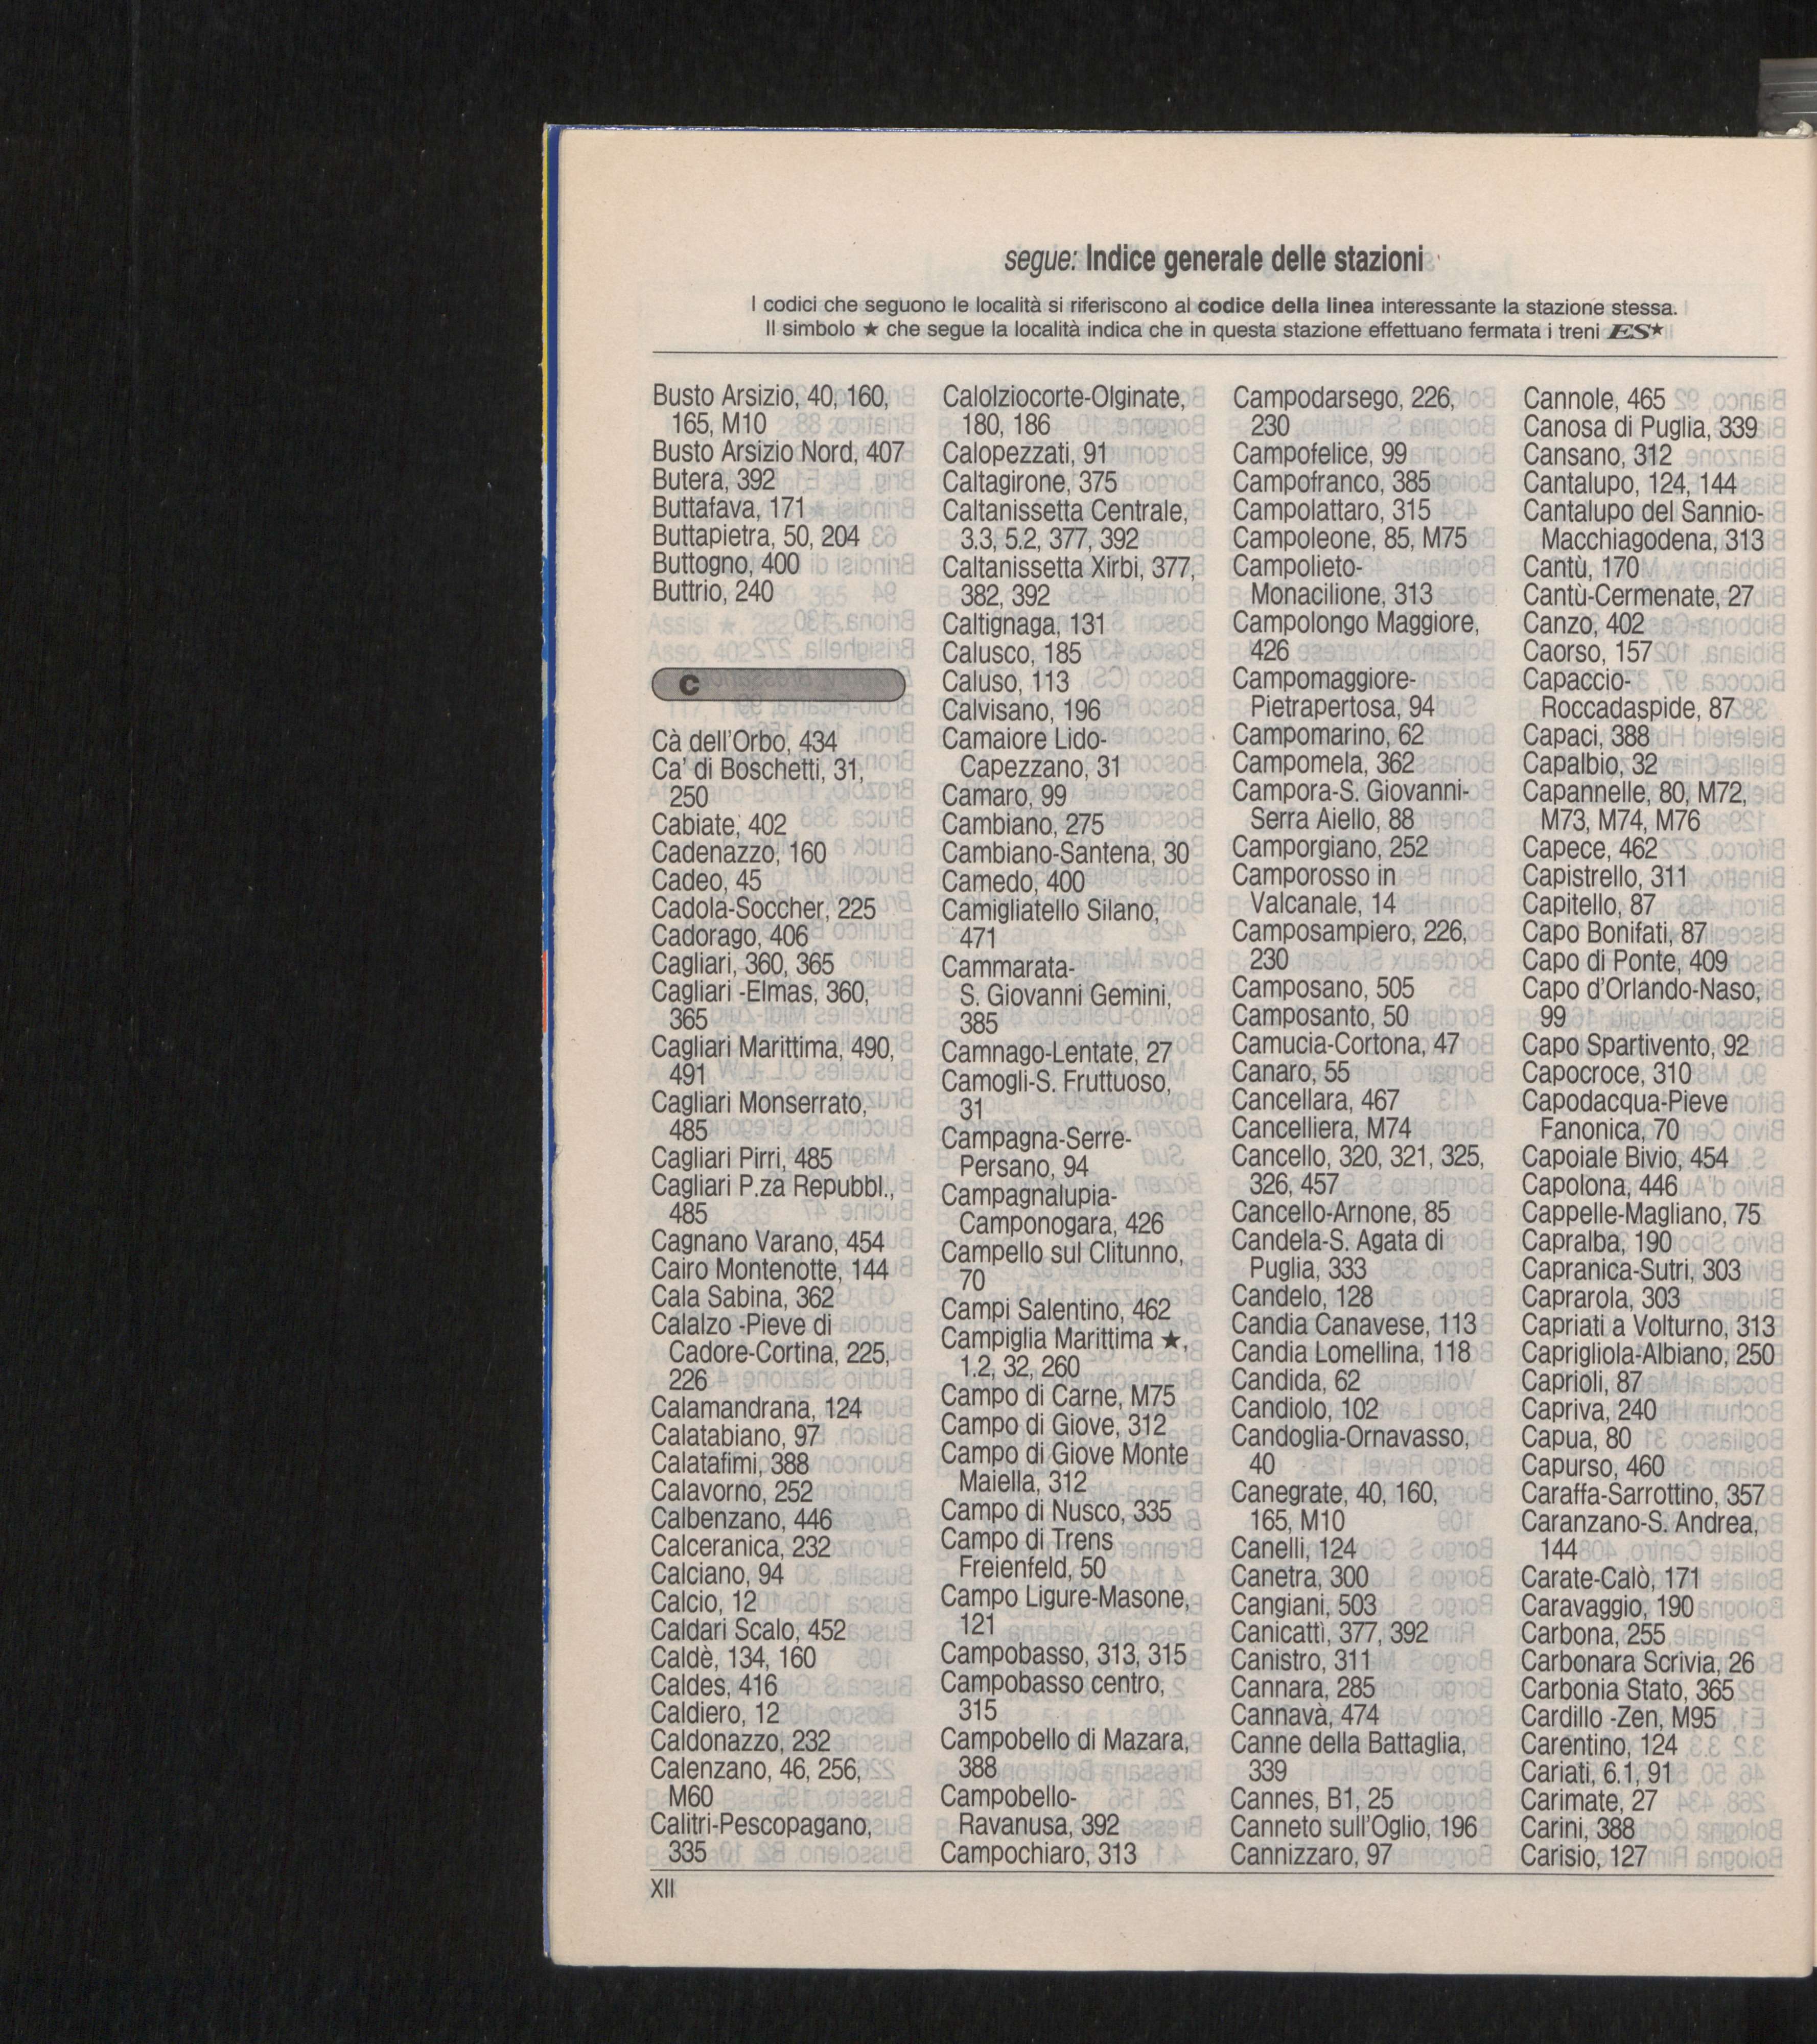 segue: Indice generale delle stazioni
I codici che seguono le località si riferiscono al codice della linea interessante la stazione stessa.
Il simbolo ★ che segue la località indica che in questa stazione effettuano fermata i treni ES★
Busto Arsizio, 40, 160,
165, M10
Busto Arsizio Nord, 407
Butera, 392
Buttafava, 171
Buttapietra, 50, 204
Buttogno, 400
Buttrio, 240
C
Cà dell'Orbo, 434
Ca' di Boschetti, 31,
250
Cabiate, 402
Cadenazzo, 160
Cadeo, 45
Cadola-Soccher, 225
Cadorago, 406
Cagliari, 360, 365
Cagliari -Elmas, 360,
365
Cagliari Marittima, 490,
491
Cagliari Monserrato,
485
Cagliari Pirri, 485
Cagliari P.za Repubbl.,
485
Cagnano Varano, 454
Cairo Montenotte, 144
Cala Sabina, 362
Calalzo -Pieve di
Cadore-Cortina, 225,
226
Calamandrana, 124
Calatabiano, 97
Calatafimi, 388
Calavorno, 252
Calbenzano, 446
Calceranica, 232
Calciano, 94
Calcio, 12
Caldari Scalo, 452
Caldè, 134, 160
Caldes, 416
Caldiero, 12
Caldonazzo, 232
Calenzano, 46, 256,
M60
Calitri-Pescopagano,
335
Calolziocorte-Olginate,
180, 186
Calopezzati, 91
Caltagirone, 375
Caltanissetta Centrale,
3.3, 5.2, 377, 392
Caltanissetta Xirbi, 377,
382, 392
Caltignaga, 131
Calusco, 185
Caluso, 113
Calvisano, 196
Camaiore Lido-
Capezzano, 31
Camaro, 99
Cambiano, 275
Cambiano-Santena, 30
Camedo, 400
Camigliatello Silano,
471
Cammarata-
S. Giovanni Gemini,
385
Camnago-Lentate, 27
Camogli-S. Fruttuoso,
31
Campagna-Serre-
Persano, 94
Campagnalupia-
Camponogara, 426
Campello sul Clitunno,
70
Campi Salentino, 462
Campiglia Marittima ★,
1.2, 32, 260
Campo di Carne, M75
Campo di Giove, 312
Campo di Giove Monte
Maiella, 312
Campo di Nusco, 335
Campo di Trens
Freienfeld, 50
Campo Ligure-Masone,
121
Campobasso, 313, 315
Campobasso centro,
315
Campobello di Mazara,
388
Campobello-
Ravanusa, 392
Campochiaro, 313
Campodarsego, 226,
230
Campofelice, 99
Campofranco, 385
Campolattaro, 315
Campoleone, 85, M75
Campolieto-
Monacilione, 313
Campolongo Maggiore,
426
Campomaggiore-
Pietrapertosa, 94
Campomarino, 62
Campomela, 362
Campora-S. Giovanni-
Serra Aiello, 88
Camporgiano, 252
Camporosso in
Valcanale, 14
Camposampiero, 226,
230
Camposano, 505
Camposanto, 50
Camucia-Cortona, 47
Canaro, 55
Cancellara, 467
Cancelliera, M74
Cancello, 320, 321, 325,
326, 457
Cancello-Arnone, 85
Candela-S. Agata di
Puglia, 333
Candelo, 128
Candia Canavese, 113
Candia Lomellina, 118
Candida, 62
Candiolo, 102
Candoglia-Ornavasso,
40
Canegrate, 40, 160,
165, M10
Canelli, 124
Canetra, 300
Cangiani, 503
Canicattì, 377, 392
Canistro, 311
Cannara, 285
Cannavà, 474
Canne della Battaglia,
339
Cannes, B1, 25
Canneto sull'Oglio, 196
Cannizzaro, 97
Cannole, 465
Canosa di Puglia, 339
Cansano, 312
Cantalupo, 124, 144
Cantalupo del Sannio-
Macchiagodena, 313
Cantù, 170
Cantù-Cermenate, 27
Canzo, 402
Caorso, 157
Capaccio-
Roccadaspide, 87
Capaci, 388
Capalbio, 32
Capannelle, 80, M72,
M73, M74, M76
Capece, 462
Capistrello, 311
Capitello, 87
Capo Bonifati, 87
Capo di Ponte, 409
Capo d'Orlando-Naso,
99
Capo Spartivento, 92
Capocroce, 310
Capodacqua-Pieve
Fanonica, 70
Capoiale Bivio, 454
Capolona, 446
Cappelle-Magliano, 75
Capralba, 190
Capranica-Sutri, 303
Caprarola, 303
Capriati a Volturno, 313
Caprigliola-Albiano, 250
Caprioli, 87
Capriva, 240
Capua, 80
Capurso, 460
Caraffa-Sarrottino, 357
Caranzano-S. Andrea,
144
Carate-Calò, 171
Caravaggio, 190
Carbona, 255
Carbonara Scrivia, 26
Carbonia Stato, 365
Cardillo -Zen, M95
Carentino, 124
Cariati, 6.1, 91
Carimate, 27
Carini, 388
Carisio, 127
XII